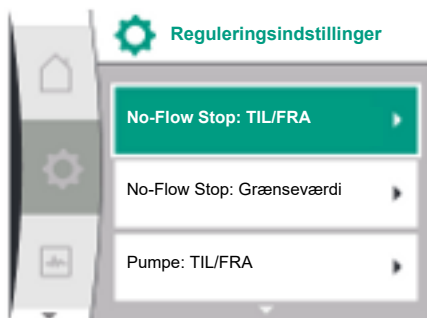 Reguleringsindstillinger
No-Flow Stop: TIL/FRA
No-Flow Stop: Grænseværdi
Pumpe: TIL/FRA